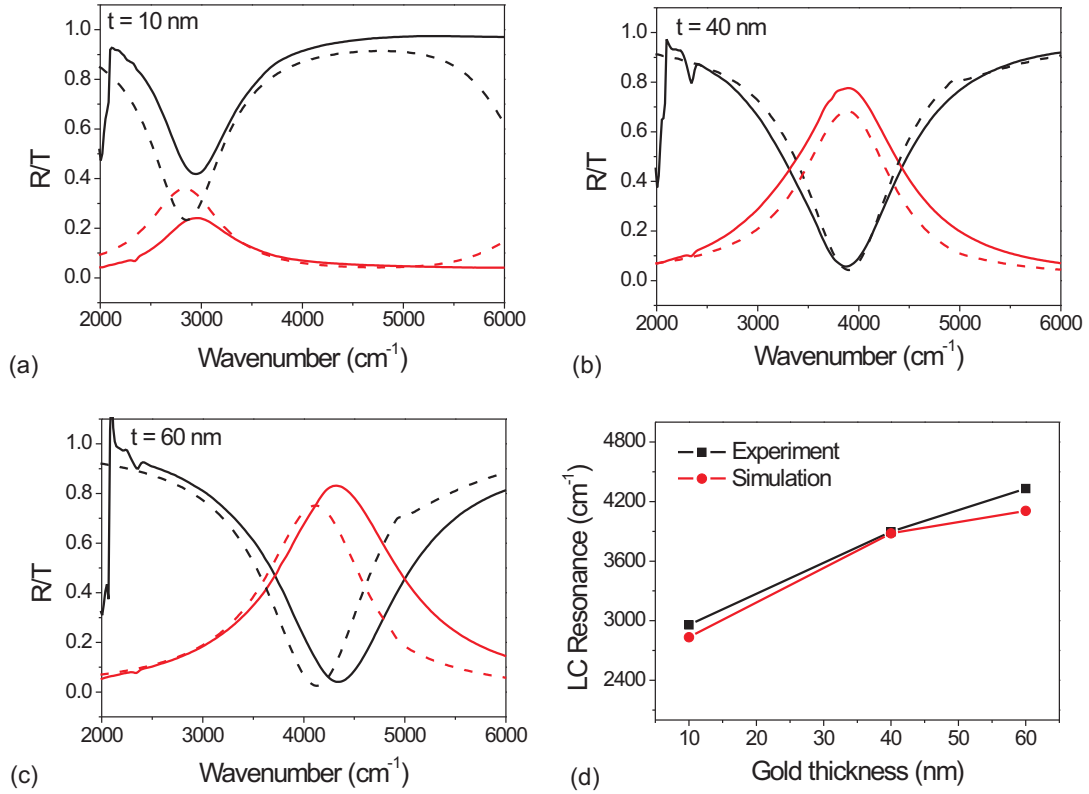 t = 10 nm
1.0
0.8
0.6
0.4
0.2
0.0
R/T
2000 3000 4000 5000 6000
Wavenumber (cm-1)
(a)
t = 40 nm
1.0
0.8
0.6
0.4
0.2
0.0
R/T
2000 3000 4000 5000 6000
Wavenumber (cm-1)
(b)
t = 60 nm
1.0
0.8
0.6
0.4
0.2
0.0
R/T
2000 3000 4000 5000 6000
Wavenumber (cm-1)
(c)
Experiment
Simulation
4800
4200
3600
3000
2400
LC Resonance (cm-1)
10 20 30 40 50 60
Gold thickness (nm)
(d)